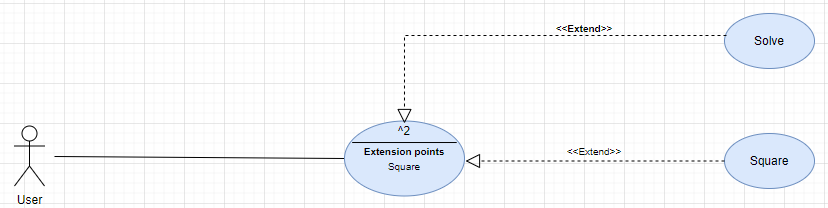 <<Extend>>
Solve
^2
Extension points
Square
<<Extend>>
Square
User